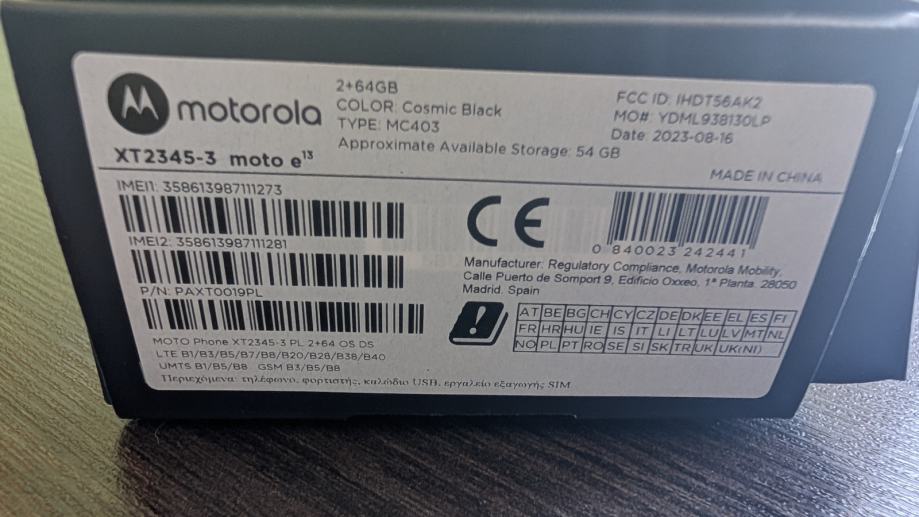 motorola
2+64GB
COLOR: Cosmic Black
TYPE: MC403
Approximate Available Storage: 54 GB
FCC ID: IHDT56AK2
MO#: YDML938130LP
Date: 2023-08-16
XT2345-3 moto e¹³
MADE IN CHINA
IMEI1: 358613987111273
IMEI2: 358613987111281
P/N: PAXT0019PL
CE
0 840023 242441
Manufacturer: Regulatory Compliance, Motorola Mobility,
Calle Puerto de Somport 9, Edificio Oxxeo, 1ª Planta. 28050
Madrid. Spain
AT BE BG CH CY CZ DE DK EE EL ES FI
FR HR HU IE IS IT LI LT LU LV MT NL
NO PL PT RO SE SI SK TR UK UK(NI)
MOTO Phone XT2345-3 PL 2+64 OS DS
LTE B1/B3/B5/B7/B8/B20/B28/B38/B40
UMTS B1/B5/B8 GSM B3/B5/B8
Περιεχόμενα: τηλέφωνο, φορτιστής, καλώδιο USB, εργαλείο εξαγωγής SIM